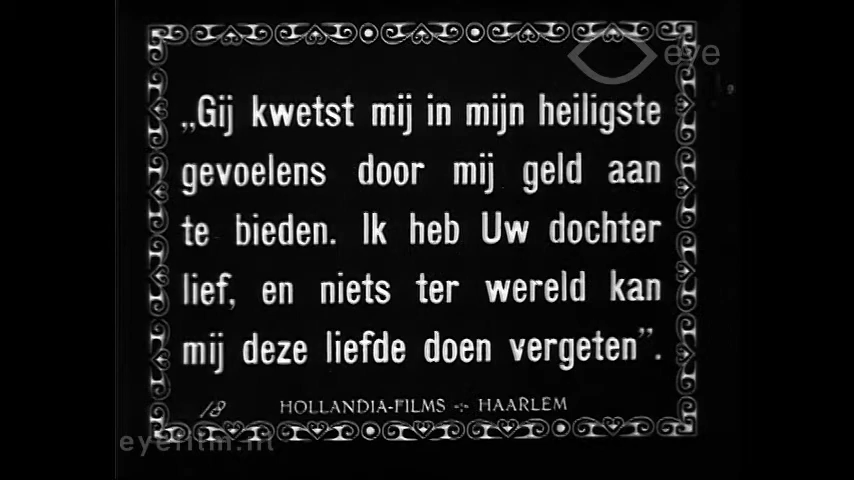 eye
„Gij kwetst mij in mijn heiligste
gevoelens door mij geld aan
te bieden. Ik heb Uw dochter
lief, en niets ter wereld kan
mij deze liefde doen vergeten”.
18 HOLLANDIA-FILMS -:- HAARLEM
eyefilm.nl